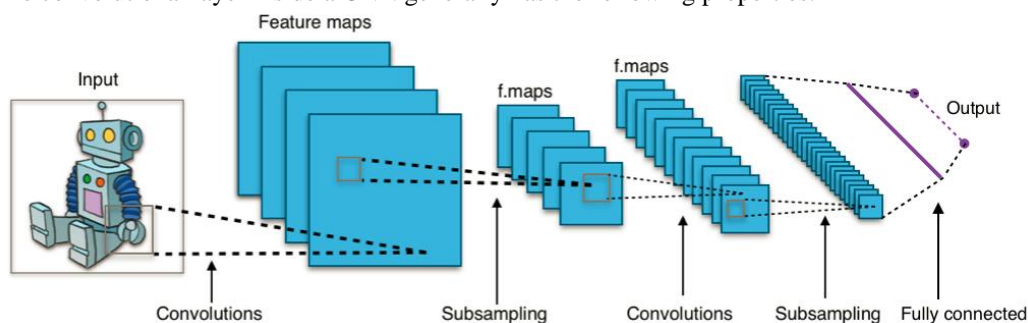 Feature maps
Input
f.maps
f.maps
Output
Convolutions
Subsampling
Convolutions
Subsampling
Fully connected